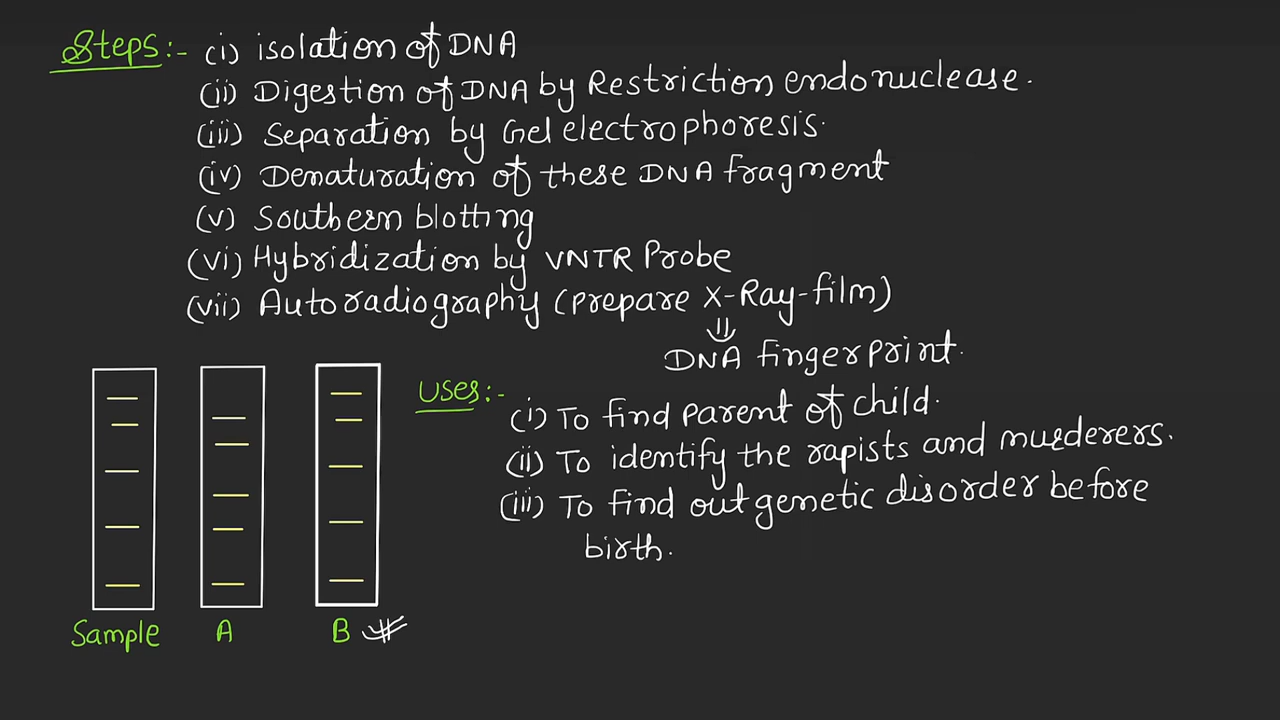 Steps:- (i) isolation of DNA
(ii) Digestion of DNA by Restriction endonuclease.
(iii) Separation by Gel electrophoresis.
(iv) Denaturation of these DNA fragment
(v) Southern blotting
(vi) Hybridization by VNTR Probe
(vii) Autoradiography (prepare X-Ray-film)
⇓
DNA fingerprint.
Uses:- (i) To find parent of child.
(ii) To identify the rapists and murderers.
(iii) To find out genetic disorder before
birth.
Sample A B